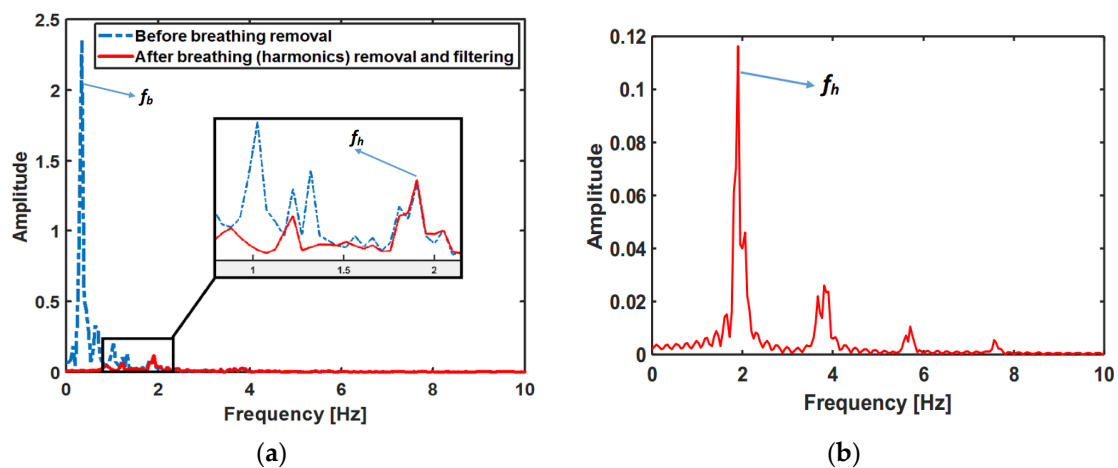 Before breathing removal
After breathing (harmonics) removal and filtering
2.5
2
1.5
1
0.5
0
Amplitude
f_b
f_h
1
1.5
2
0
2
4
6
8
10
Frequency [Hz]
(a)
0.12
0.1
0.08
0.06
0.04
0.02
0
Amplitude
f_h
0
2
4
6
8
10
Frequency [Hz]
(b)